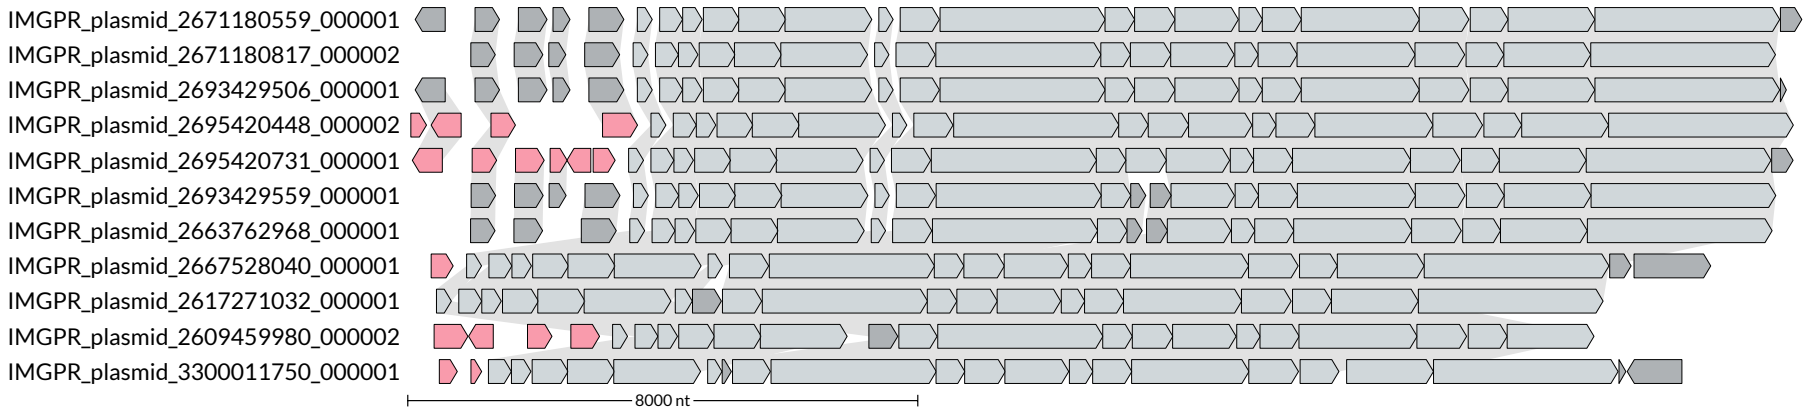 IMGPR_plasmid_2671180559_000001
IMGPR_plasmid_2671180817_000002
IMGPR_plasmid_2693429506_000001
IMGPR_plasmid_2695420448_000002
IMGPR_plasmid_2695420731_000001
IMGPR_plasmid_2693429559_000001
IMGPR_plasmid_2663762968_000001
IMGPR_plasmid_2667528040_000001
IMGPR_plasmid_2617271032_000001
IMGPR_plasmid_2609459980_000002
IMGPR_plasmid_3300011750_000001
8000 nt